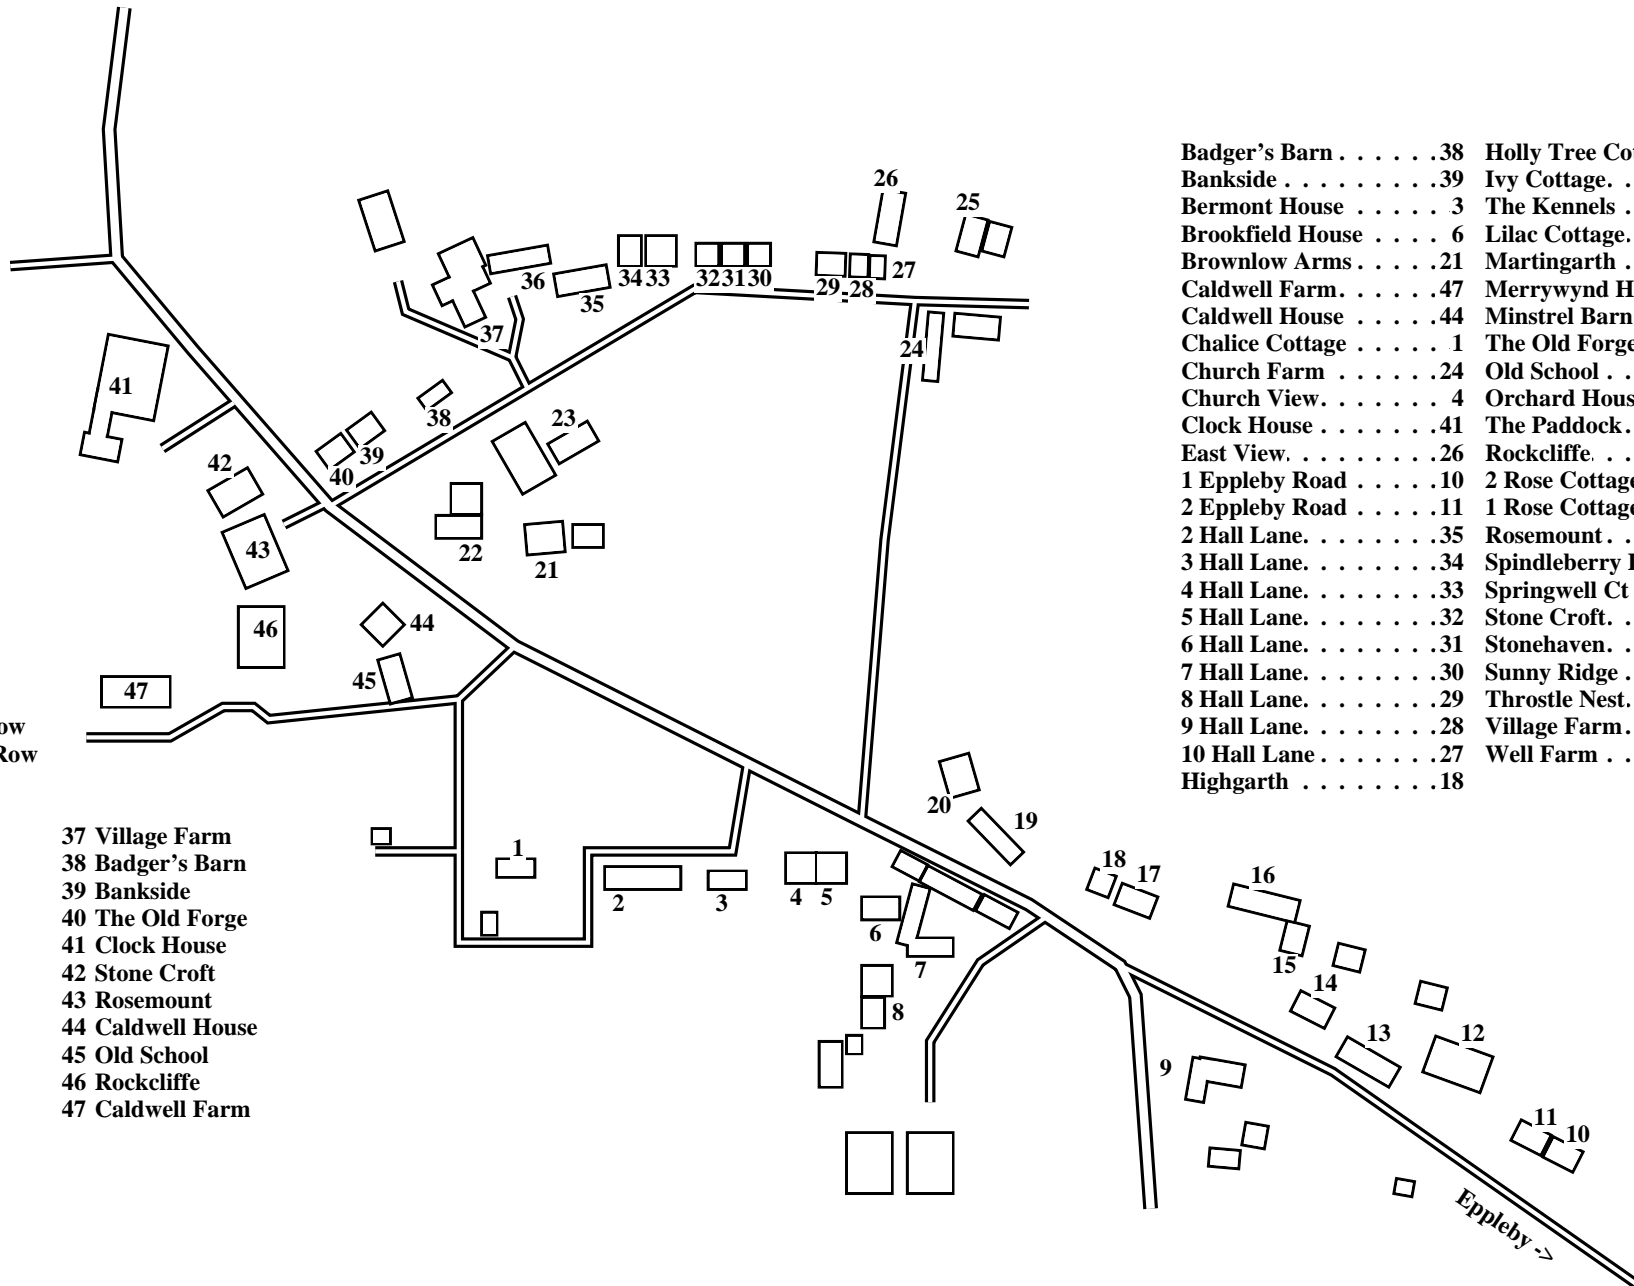 26
25
36
34 33
32 31 30
29 28
27
35
37
24
41
38
23
39
40
42
43
22
21
46
44
45
47
20
19
1
2
3
4 5
6
7
8
18
17
16
15
14
13
12
9
11
10
Eppleby ->
ow
Row
37 Village Farm
38 Badger's Barn
39 Bankside
40 The Old Forge
41 Clock House
42 Stone Croft
43 Rosemount
44 Caldwell House
45 Old School
46 Rockcliffe
47 Caldwell Farm
Badger's Barn . . . . . . 38
Bankside . . . . . . . . . 39
Bermont House . . . . . 3
Brookfield House . . . . 6
Brownlow Arms . . . . . 21
Caldwell Farm . . . . . . 47
Caldwell House . . . . . 44
Chalice Cottage . . . . . 1
Church Farm . . . . . . 24
Church View . . . . . . . 4
Clock House . . . . . . . 41
East View . . . . . . . . . 26
1 Eppleby Road . . . . . 10
2 Eppleby Road . . . . . 11
2 Hall Lane . . . . . . . . 35
3 Hall Lane . . . . . . . . 34
4 Hall Lane . . . . . . . . 33
5 Hall Lane . . . . . . . . 32
6 Hall Lane . . . . . . . . 31
7 Hall Lane . . . . . . . . 30
8 Hall Lane . . . . . . . . 29
9 Hall Lane . . . . . . . . 28
10 Hall Lane . . . . . . . 27
Highgarth . . . . . . . . 18
Holly Tree Co
Ivy Cottage . .
The Kennels .
Lilac Cottage .
Martingarth .
Merrywynd H
Minstrel Barn
The Old Forge
Old School . .
Orchard Hous
The Paddock .
Rockcliffe . .
2 Rose Cottage
1 Rose Cottage
Rosemount . .
Spindleberry
Springwell Ct
Stone Croft . .
Stonehaven . .
Sunny Ridge .
Throstle Nest .
Village Farm .
Well Farm . .